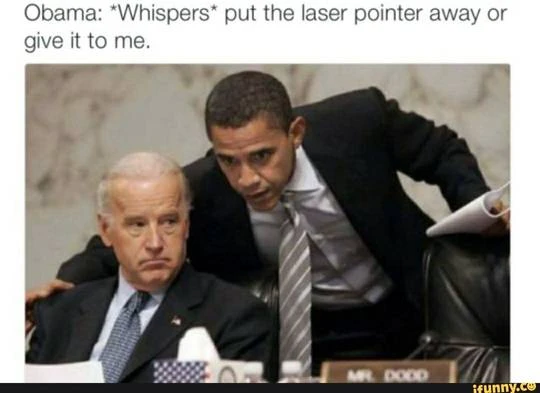 Obama: *Whispers* put the laser pointer away or
give it to me.
MR. DODD
ifunny.co